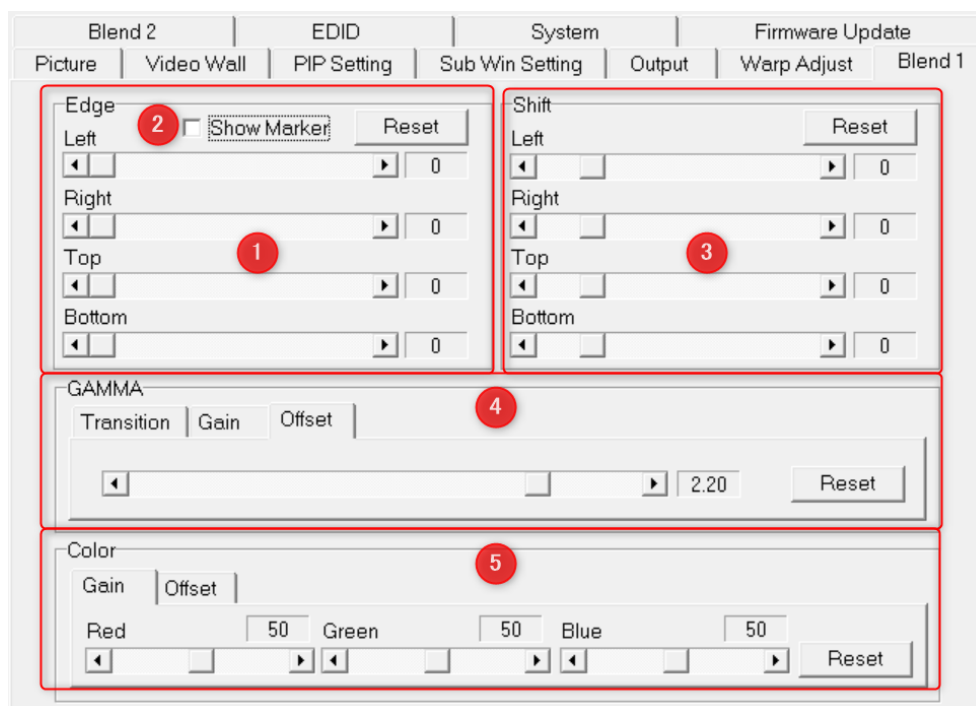 Blend 2 EDID System Firmware Update
Picture Video Wall PIP Setting Sub Win Setting Output Warp Adjust Blend 1
Edge
2 Show Marker Reset
Left
0
Right
0
1
Top
0
Bottom
0
Shift
Reset
Left
0
Right
0
3
Top
0
Bottom
0
GAMMA
4
Transition Gain Offset
2.20 Reset
Color
5
Gain Offset
Red 50 Green 50 Blue 50
Reset